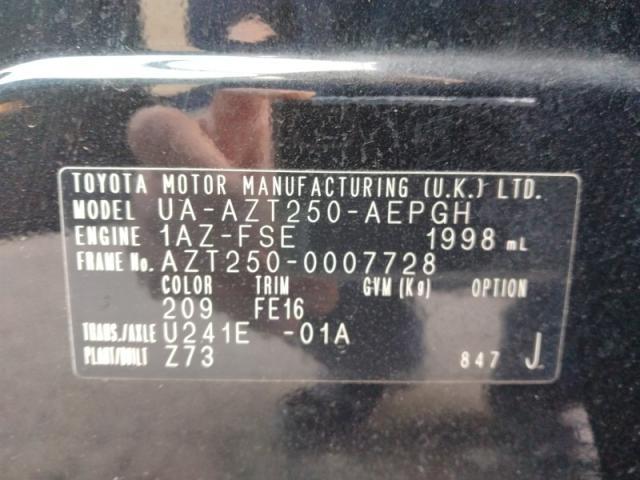 TOYOTA MOTOR MANUFACTURING (U.K.) LTD.
MODEL UA-AZT250-AEPGH
ENGINE 1AZ-FSE 1998 mL
FRAME No. AZT250-0007728
COLOR TRIM GVM (Kg) OPTION
209 FE16
TRANS./AXLE U241E -01A
PLANT/BUILT Z73 847 J